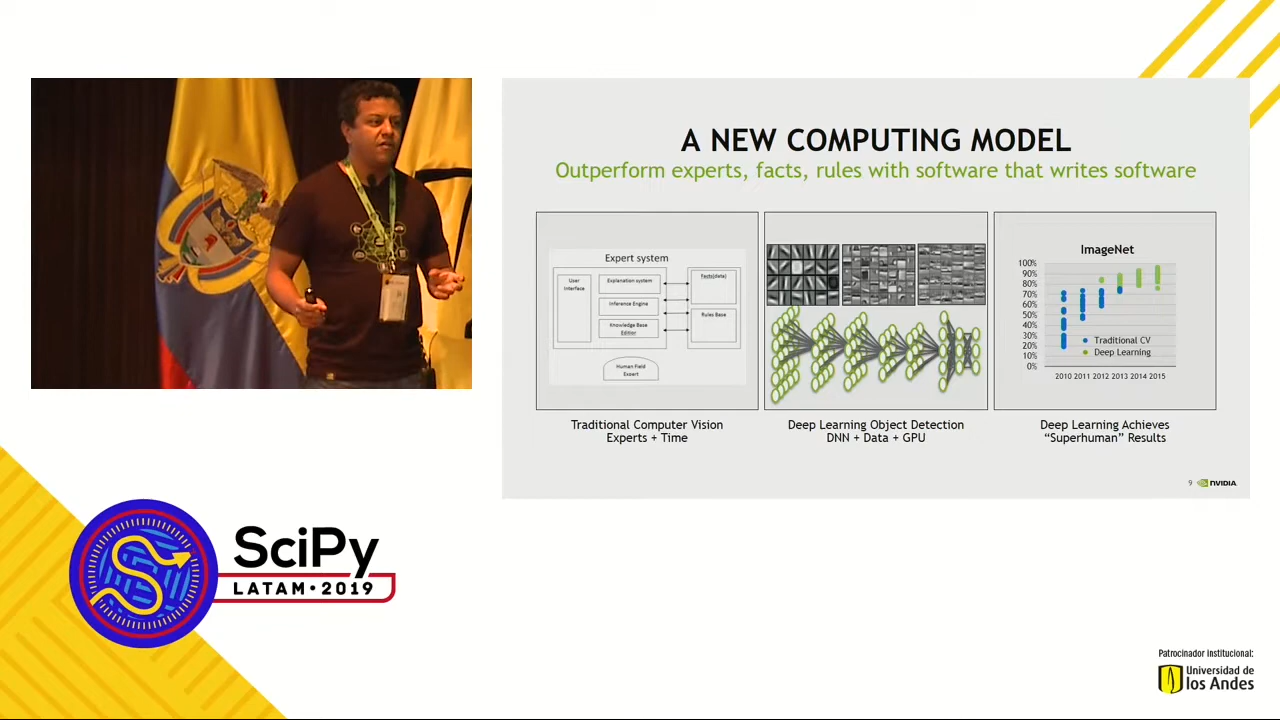 A NEW COMPUTING MODEL
Outperform experts, facts, rules with software that writes software
Expert system
User
Interface
Explanation system
Inference Engine
Knowledge Base
Edition
Facts(data)
Rules Base
Human Field
Expert
Traditional Computer Vision
Experts + Time
Deep Learning Object Detection
DNN + Data + GPU
ImageNet
100%
90%
80%
70%
60%
50%
40%
30%
20%
10%
0%
Traditional CV
Deep Learning
2010 2011 2012 2013 2014 2015
Deep Learning Achieves
“Superhuman” Results
9 NVIDIA
SciPy
LATAM • 2019
Patrocinador institucional:
Universidad de
los Andes